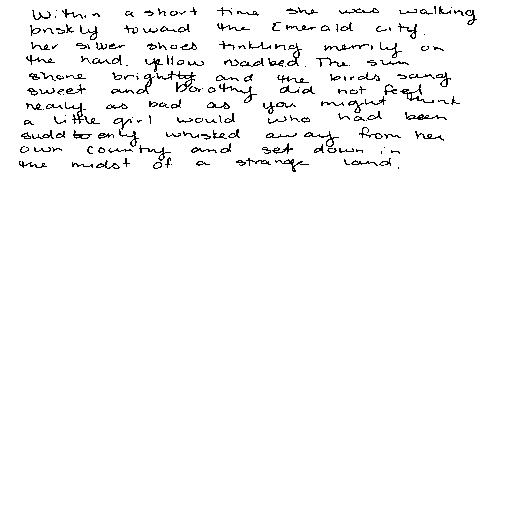 Within a short time she was walking
briskly toward the Emerald City.
her silver shoes tinkling merrily on
the hard. yellow roadbed. The sun
shone brightly and the birds sang
sweet and Dorothy did not feel
nearly as bad as you might think
a little girl would who had been
whisked away from her
own country and set down in
the midst of a strange land.